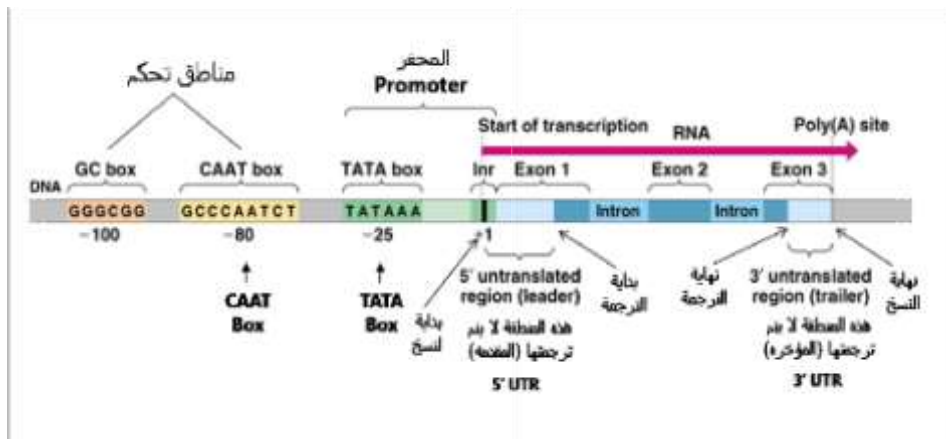 المحفز
Promoter
مناطق تحكم
Start of transcription
RNA
Poly(A) site
GC box
CAAT box
TATA box
Inr
Exon 1
Exon 2
Exon 3
DNA
GGGCGG
GCCCAATCT
TATAAA
Intron
Intron
−100
−80
−25
+1
CAAT
Box
TATA
Box
بداية
لنسخ
5′ untranslated
region (leader)
هذه المنطقة لا يتم
ترجمتها (المقدمه)
5' UTR
بداية
الترجمة
نهاية
الترجمة
3′ untranslated
region (trailer)
هذه المنطقة لا يتم
ترجمتها (المؤخره)
3' UTR
نهاية
النسخ